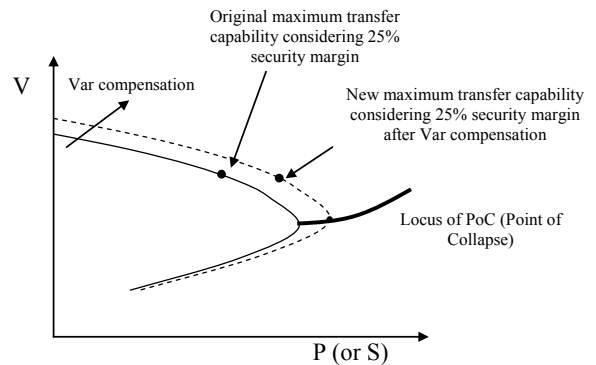 Original maximum transfer
capability considering 25%
security margin
V
Var compensation
New maximum transfer capability
considering 25% security margin
after Var compensation
Locus of PoC (Point of
Collapse)
P (or S)